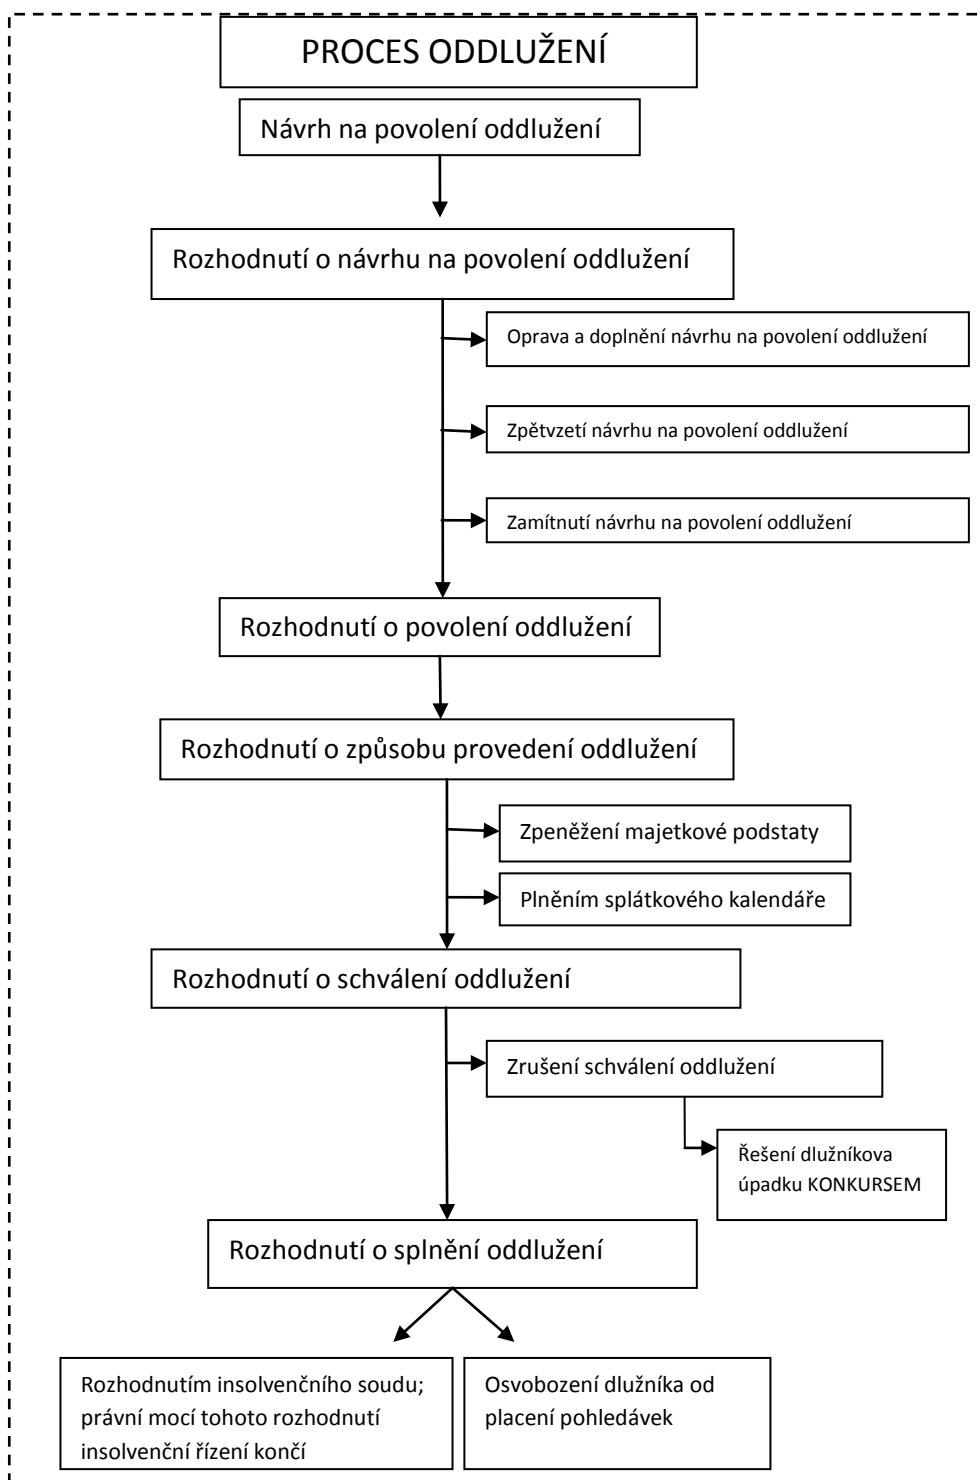 PROCES ODDLUŽENÍ
Návrh na povolení oddlužení
Rozhodnutí o návrhu na povolení oddlužení
Oprava a doplnění návrhu na povolení oddlužení
Zpětvzetí návrhu na povolení oddlužení
Zamítnutí návrhu na povolení oddlužení
Rozhodnutí o povolení oddlužení
Rozhodnutí o způsobu provedení oddlužení
Zpeněžení majetkové podstaty
Plněním splátkového kalendáře
Rozhodnutí o schválení oddlužení
Zrušení schválení oddlužení
Řešení dlužníkova
úpadku KONKURSEM
Rozhodnutí o splnění oddlužení
Rozhodnutím insolvenčního soudu;
právní mocí tohoto rozhodnutí
insolvenční řízení končí
Osvobození dlužníka od
placení pohledávek